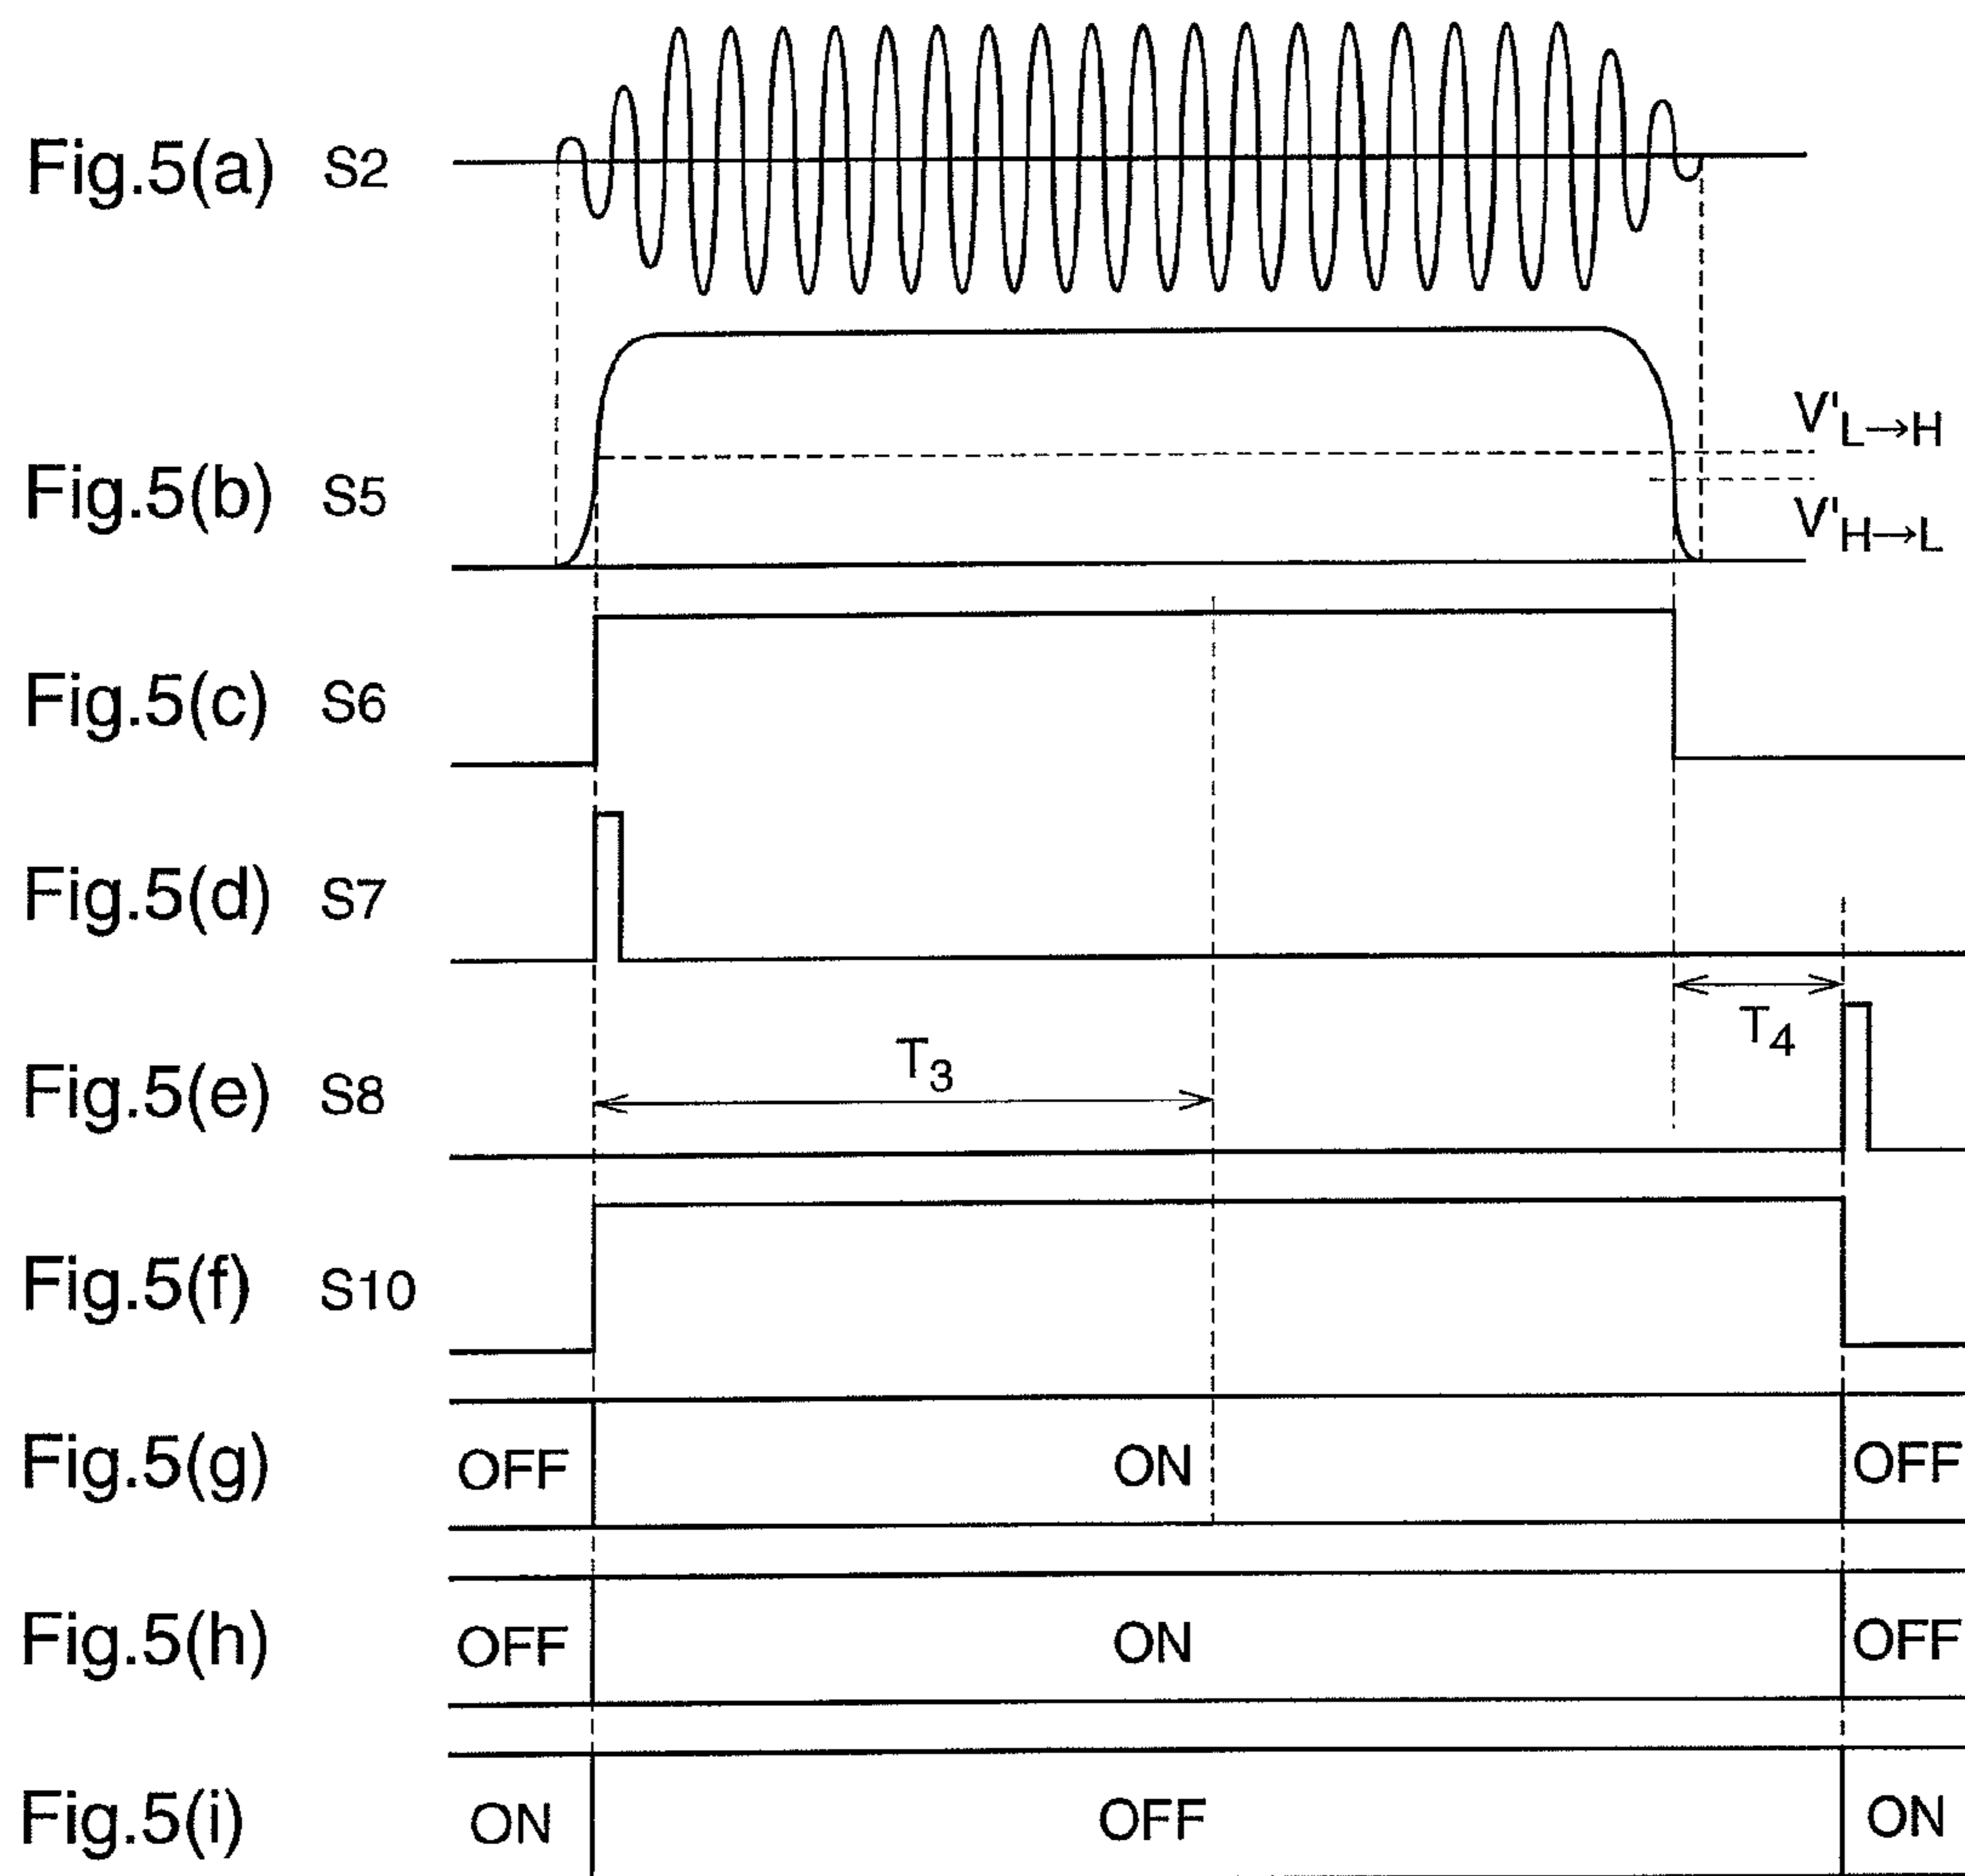 Fig.5(a) S2
V'L→H
Fig.5(b) S5
V'H→L
Fig.5(c) S6
Fig.5(d) S7
T4
T3
Fig.5(e) S8
Fig.5(f) S10
Fig.5(g) OFF ON OFF
Fig.5(h) OFF ON OFF
Fig.5(i) ON OFF ON